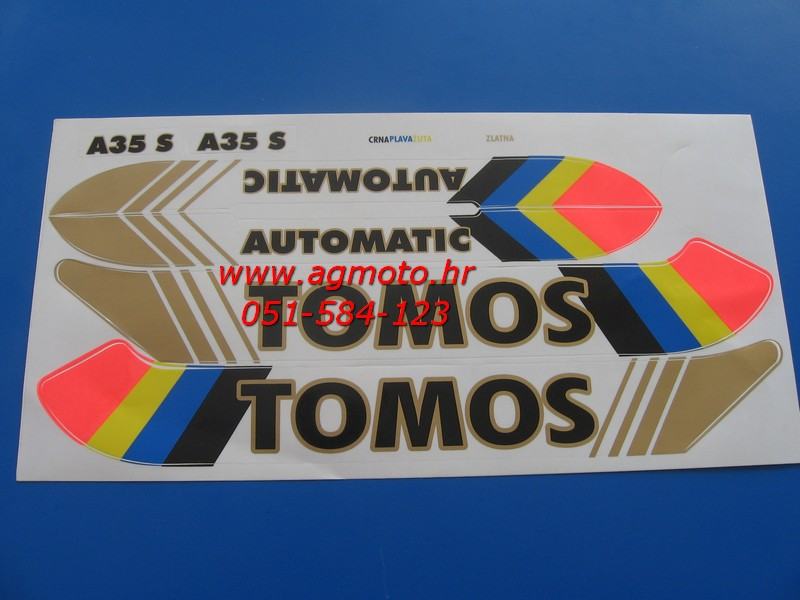 A35 S A35 S CRNAPLAVAŽUTA ZLATNA
AUTOMATIC
AUTOMATIC
www.agmoto.hr
TOMOS
051-584-123
TOMOS